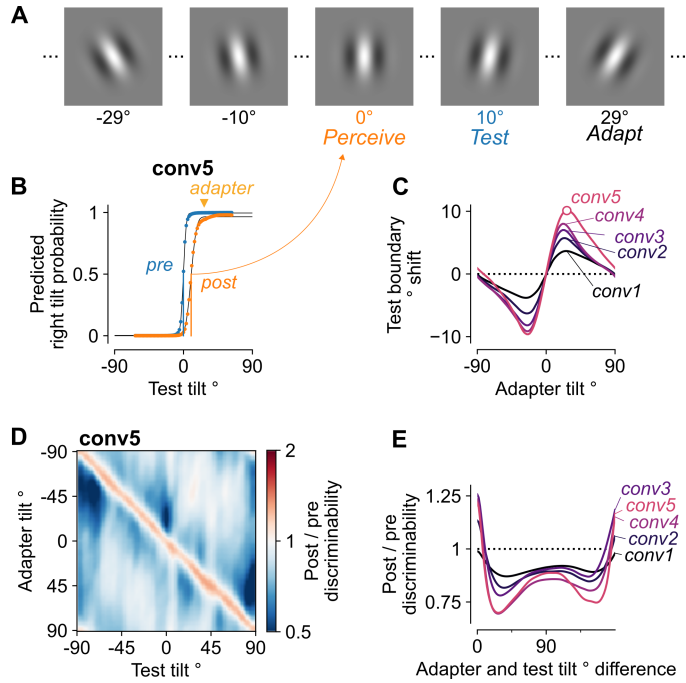 A
... ... ... ... ... ...
-29° -10° 0° 10° 29°
Perceive Test Adapt
conv5
B
adapter
Predicted
right tilt probability
1
0.5
0
pre
post
-90 0 90
Test tilt °
C
Test boundary
° shift
10
0
−10
conv5
conv4
conv3
conv2
conv1
-90 0 90
Adapter tilt °
D
conv5
Adapter tilt °
-90
-45
0
45
90
-90 -45 0 45 90
Test tilt °
2
1
0.5
Post / pre
discriminability
E
Post / pre
discriminability
1.25
1
0.75
conv3
conv5
conv4
conv2
conv1
0 90
Adapter and test tilt ° difference